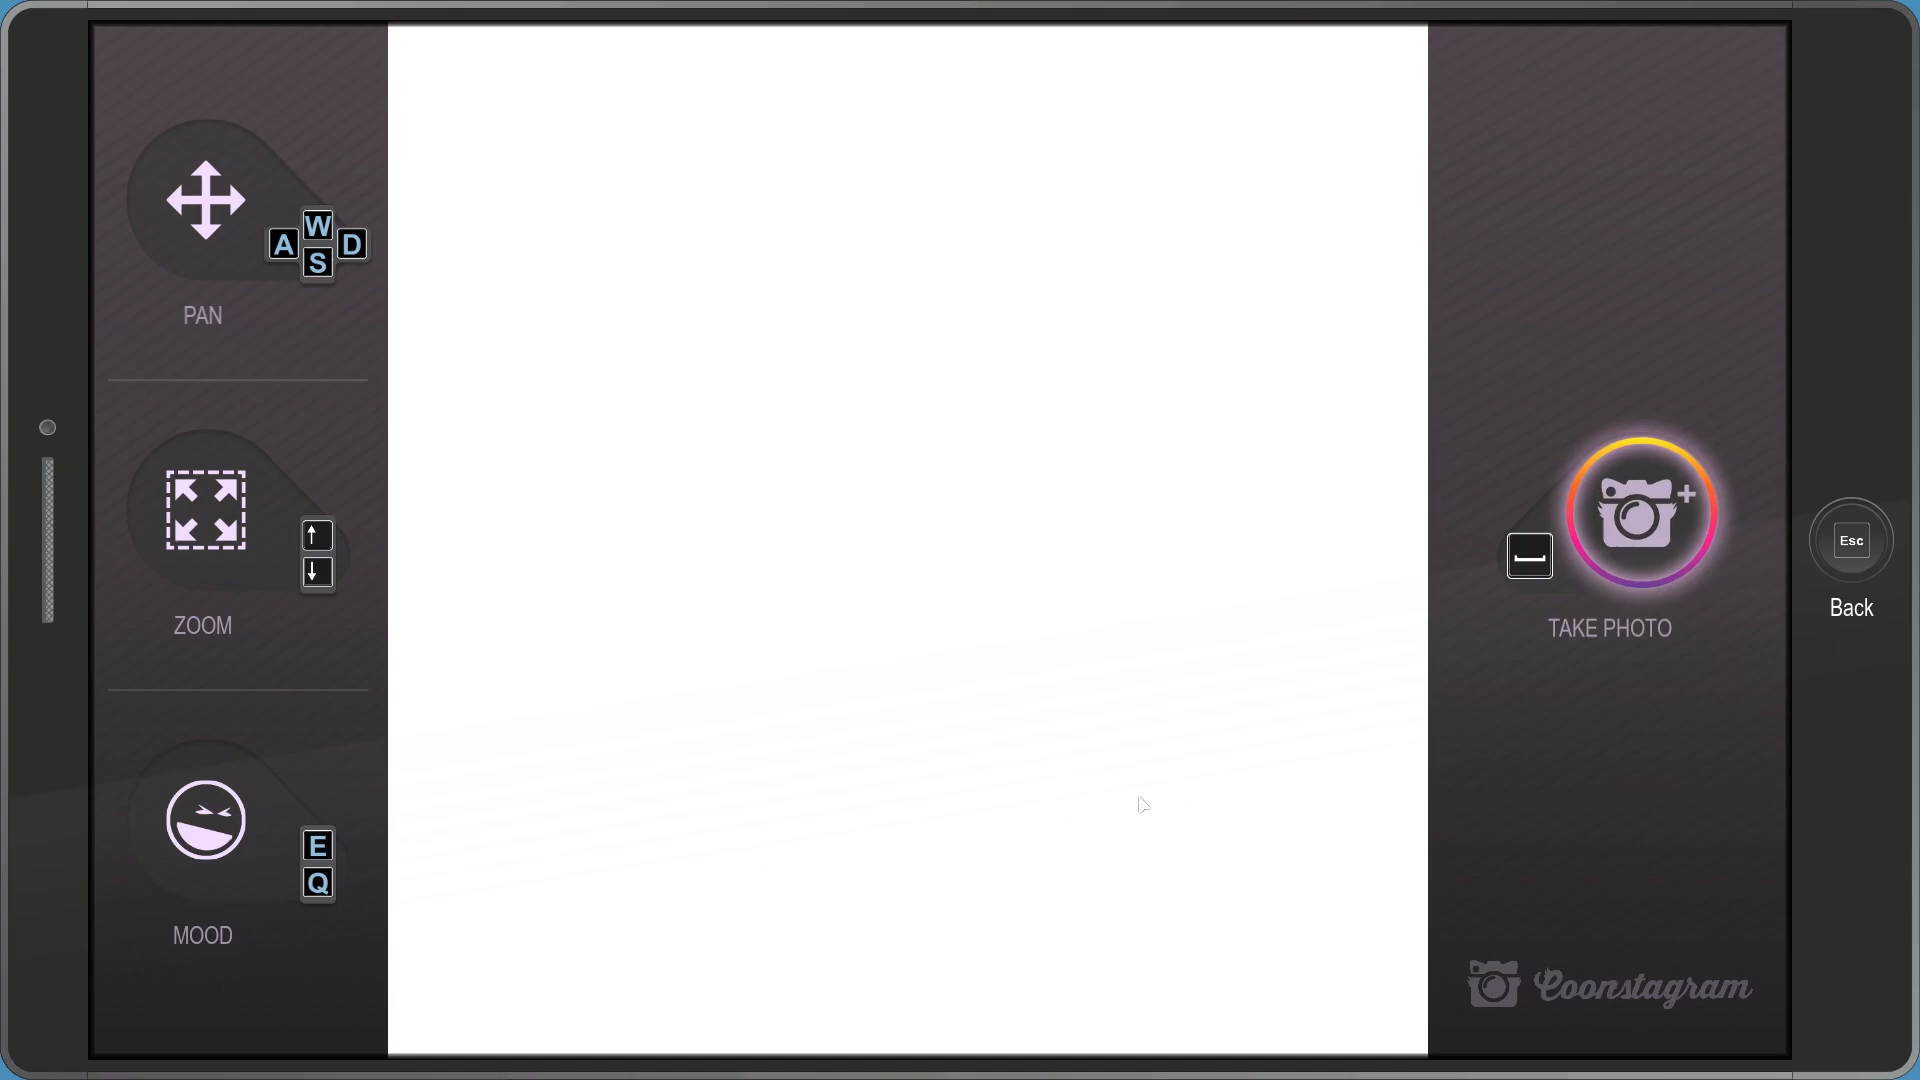 W
A D
S
PAN
ZOOM
E
Q
MOOD
TAKE PHOTO
Esc
Back
Coonstagram